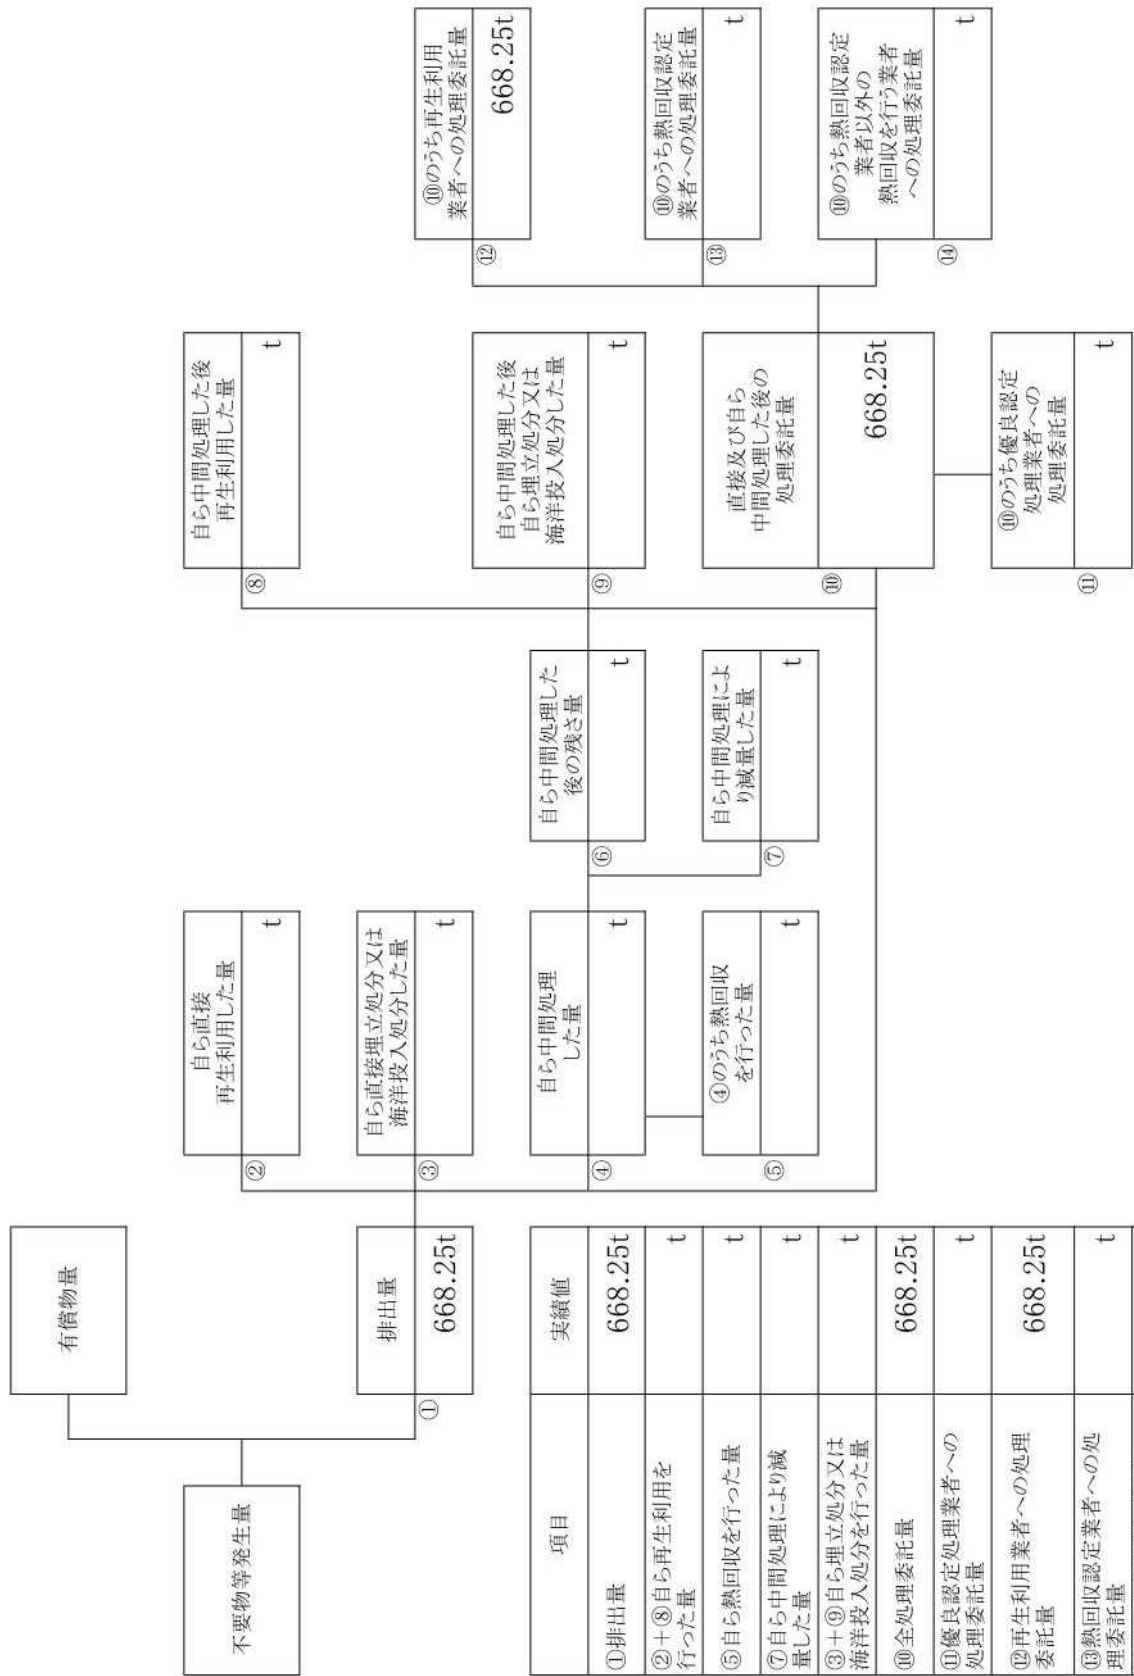 不要物等発生量
有償物量
排出量
①
668.25t
自ら直接
再生利用した量
②
t
自ら直接埋立処分又は
海洋投入処分した量
③
t
自ら中間処理
した量
④
t
④のうち熱回収
を行った量
⑤
t
自ら中間処理した
後の残さ量
⑥
t
自ら中間処理によ
り減量した量
⑦
t
自ら中間処理した後
再生利用した量
⑧
t
自ら中間処理した後
自ら埋立処分又は
海洋投入処分した量
⑨
t
直接及び自ら
中間処理した後の
処理委託量
⑩
668.25t
⑩のうち優良認定
処理業者への
処理委託量
⑪
t
⑩のうち再生利用
業者への処理委託量
⑫
668.25t
⑩のうち熱回収認定
業者への処理委託量
⑬
t
⑩のうち熱回収認定
業者以外の
熱回収を行う業者
への処理委託量
⑭
t
項目
実績値
①排出量
668.25t
②+⑧自ら再生利用を
行った量
t
⑤自ら熱回収を行った量
t
⑦自ら中間処理により減
量した量
t
③+⑨自ら埋立処分又は
海洋投入処分を行った量
t
⑩全処理委託量
668.25t
⑪優良認定処理業者への
処理委託量
t
⑫再生利用業者への処理
委託量
668.25t
⑬熱回収認定業者への処
理委託量
t